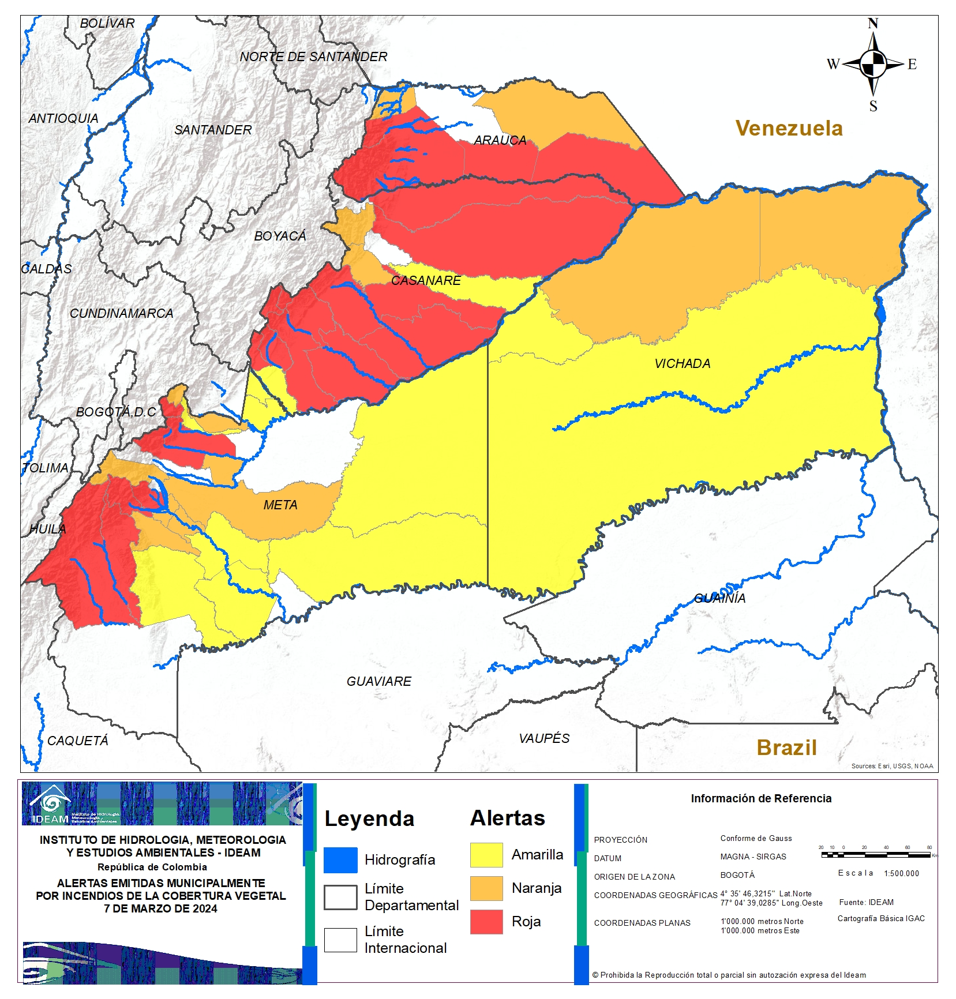 BOLÍVAR
NORTE DE SANTANDER
N
W
E
S
ANTIOQUIA
SANTANDER
Venezuela
ARAUCA
BOYACÁ
CALDAS
CASANARE
CUNDINAMARCA
VICHADA
BOGOTÁ,D.C
TOLIMA
META
HUILA
GUAINÍA
GUAVIARE
CAQUETÁ
VAUPÉS
Brazil
Sources: Esri, USGS, NOAA
IDEAM
Instituto de Hidrología,
Meteorología y
Estudios Ambientales
INSTITUTO DE HIDROLOGIA, METEOROLOGIA
Y ESTUDIOS AMBIENTALES - IDEAM
República de Colombia
ALERTAS EMITIDAS MUNICIPALMENTE
POR INCENDIOS DE LA COBERTURA VEGETAL
7 DE MARZO DE 2024
Leyenda
Hidrografía
Límite
Departamental
Límite
Internacional
Alertas
Amarilla
Naranja
Roja
Información de Referencia
PROYECCIÓN Conforme de Gauss
DATUM MAGNA - SIRGAS
ORIGEN DE LA ZONA BOGOTÁ
COORDENADAS GEOGRÁFICAS 4° 35' 46,3215'' Lat.Norte
77° 04' 39,0285" Long.Oeste
COORDENADAS PLANAS 1'000.000 metros Norte
1'000.000 metros Este
20 10 0 20 40 60 80
Km
Escala 1:500.000
Fuente: IDEAM
Cartografía Básica IGAC
© Prohibida la Reproducción total o parcial sin autozación expresa del Ideam